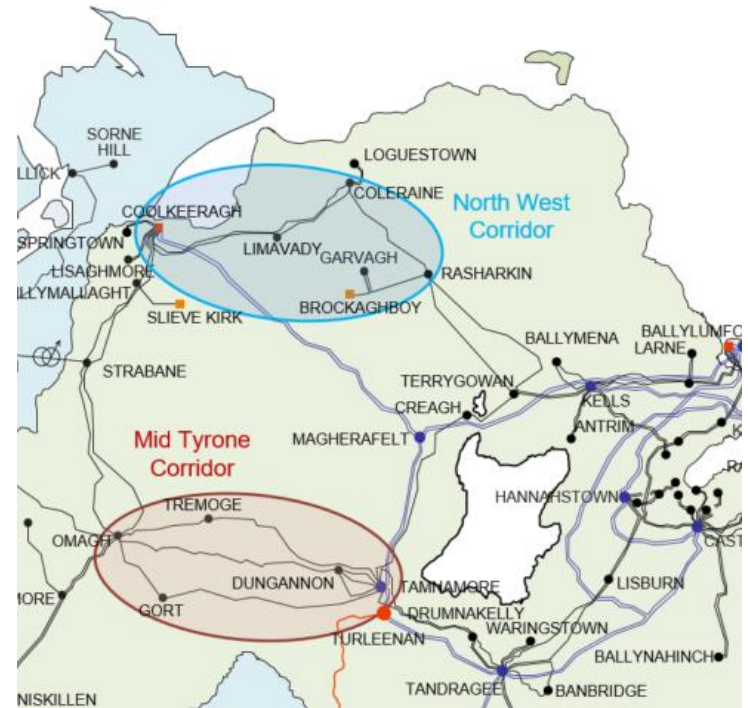 SORNE
HILL
LLICK
LOGUESTOWN
COLERAINE
North West
Corridor
COOLKEERAGH
SPRINGTOWN
LIMAVADY
GARVAGH
LISAGHMORE
RASHARKIN
LLYMALLAGHT
SLIEVE KIRK
BROCKAGHBOY
BALLYMENA
BALLYLUMFO
LARNE
STRABANE
TERRYGOWAN
CREAGH
KELLS
MAGHERAFELT
ANTRIM
K
RA
Mid Tyrone
Corridor
HANNAHSTOWN
TREMOGE
OMAGH
CAST
DUNGANNON
TAMNAMORE
LISBURN
MORE
GORT
DRUMNAKELLY
TURLEENAN
WARINGSTOWN
BALLYNAHINCH
TANDRAGEE
BANBRIDGE
NISKILLEN